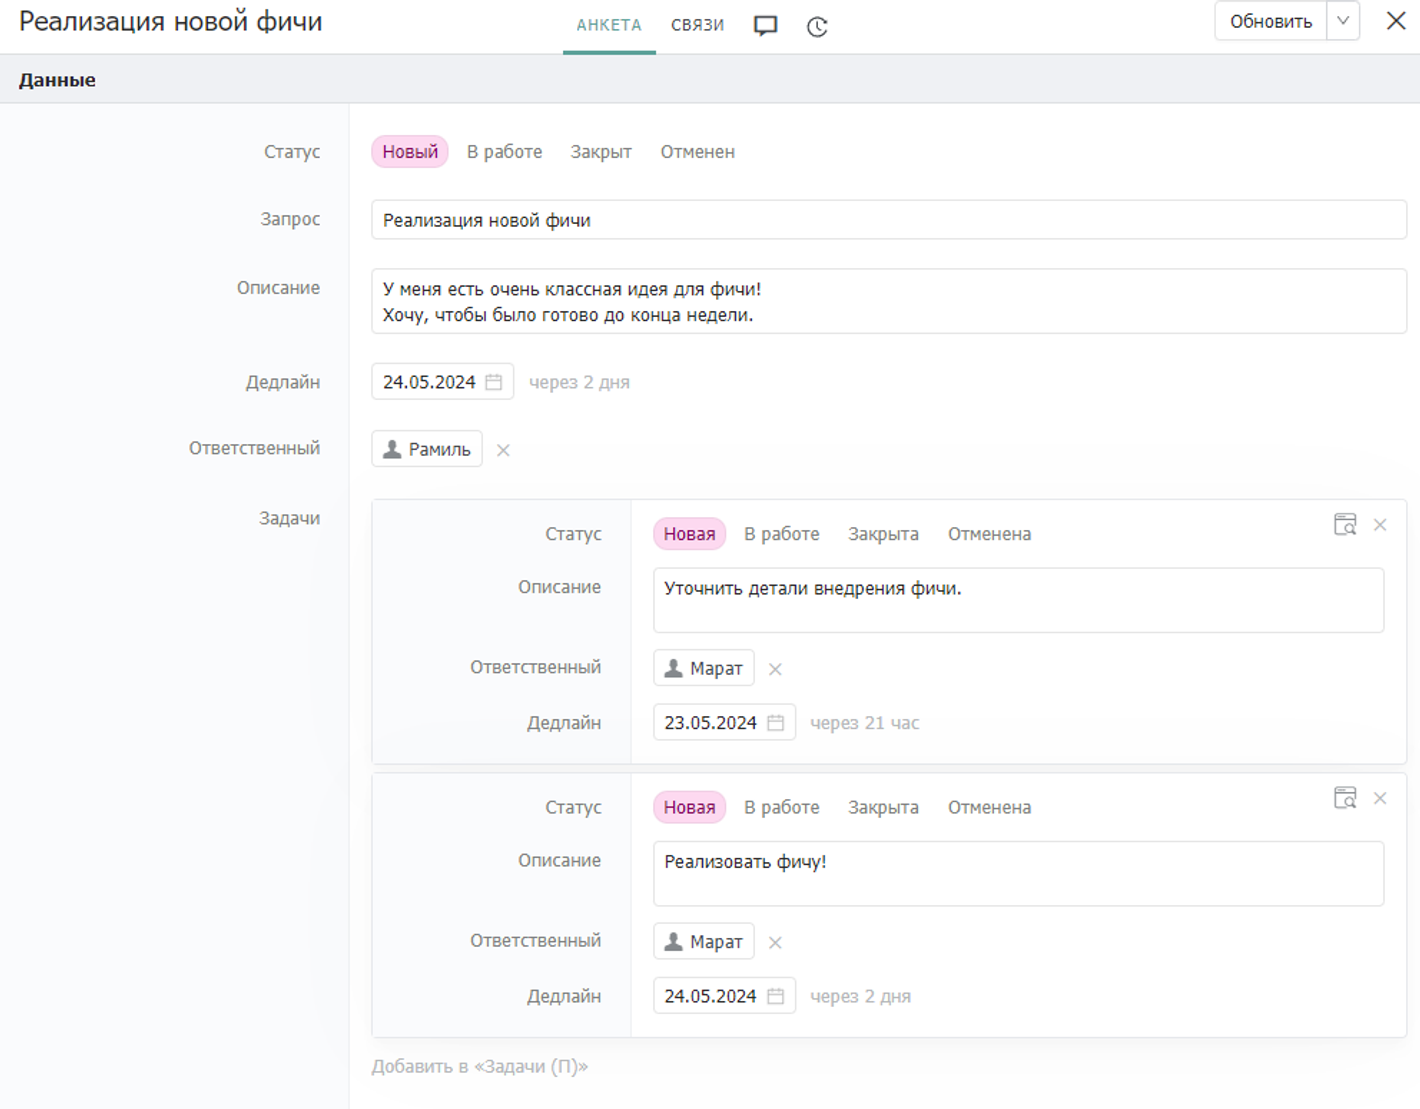 Реализация новой фичи
АНКЕТА СВЯЗИ
Обновить
Данные
Статус Новый В работе Закрыт Отменен
Запрос Реализация новой фичи
Описание У меня есть очень классная идея для фичи!
Хочу, чтобы было готово до конца недели.
Дедлайн 24.05.2024 через 2 дня
Ответственный Рамиль
Задачи
Статус Новая В работе Закрыта Отменена
Описание Уточнить детали внедрения фичи.
Ответственный Марат
Дедлайн 23.05.2024 через 21 час
Статус Новая В работе Закрыта Отменена
Описание Реализовать фичу!
Ответственный Марат
Дедлайн 24.05.2024 через 2 дня
Добавить в «Задачи (П)»